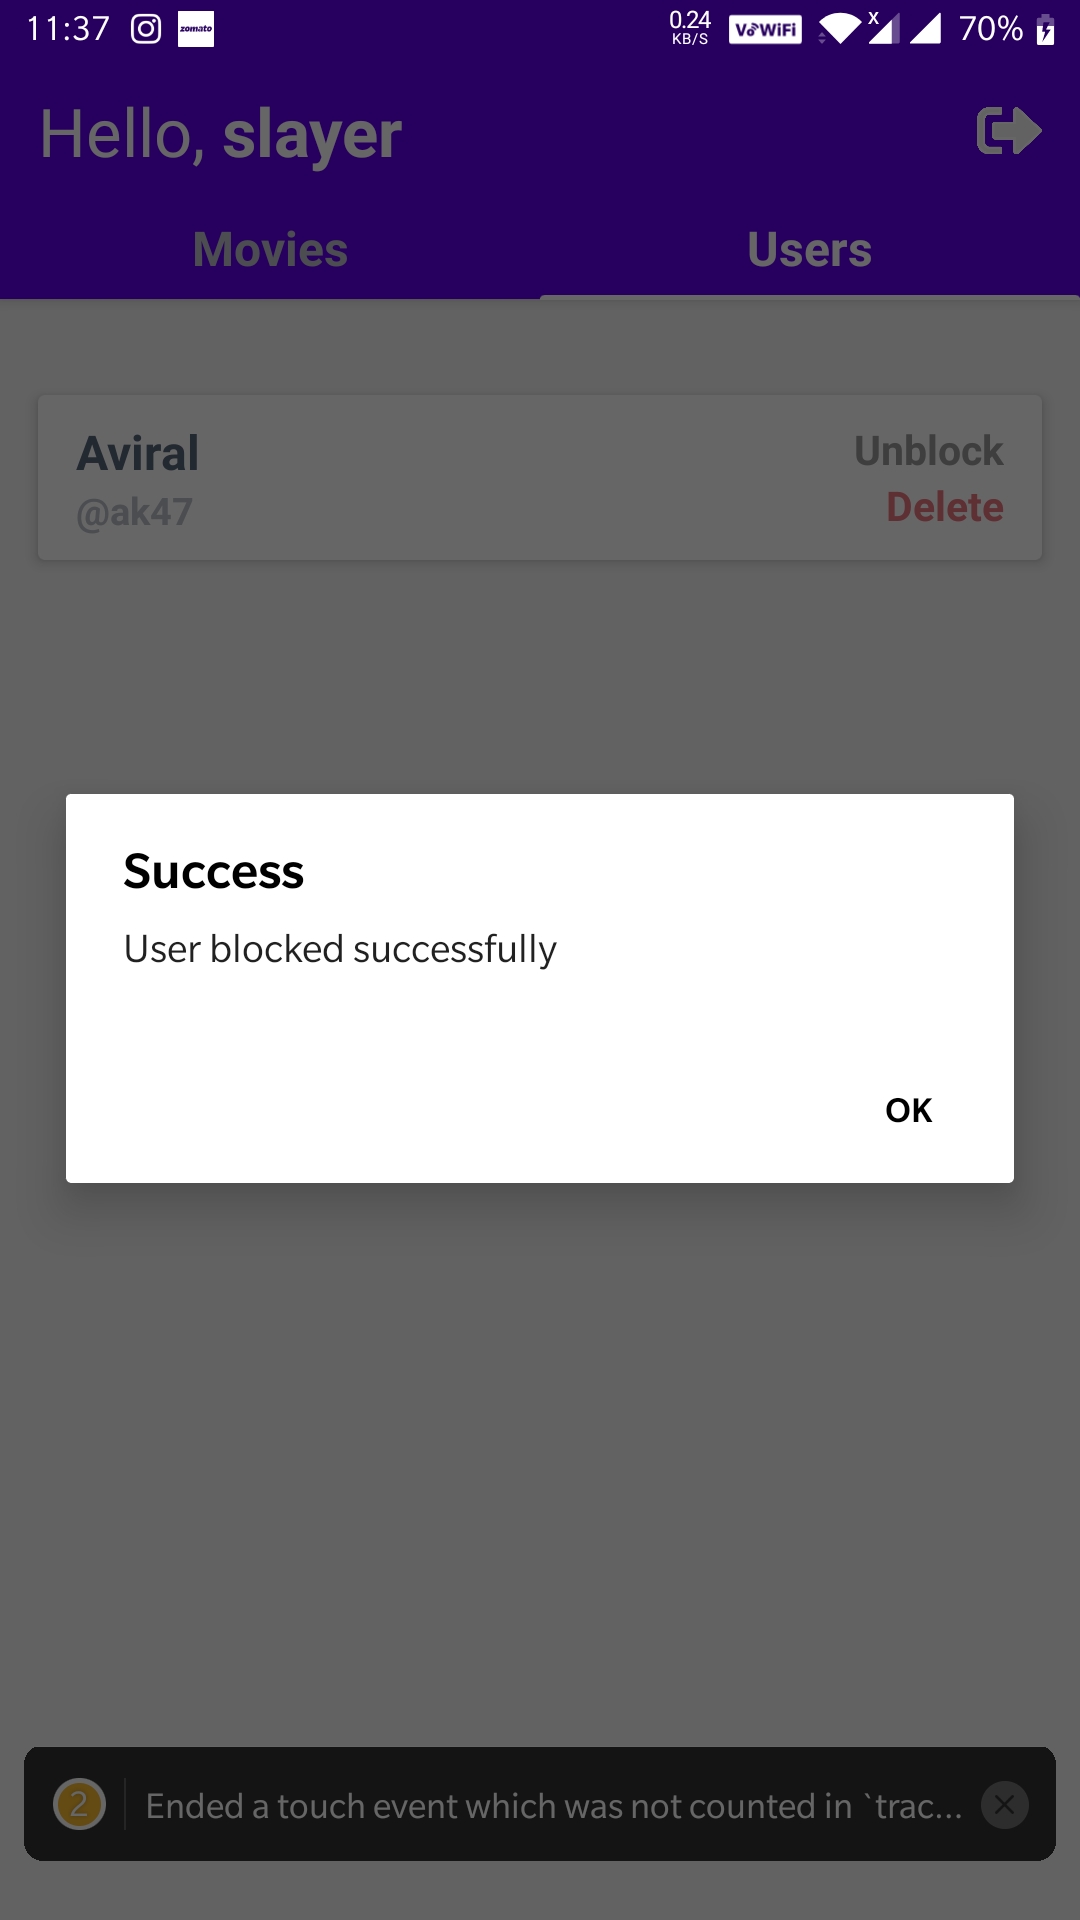 11:37 zomato 0.24 KB/S VoWiFi x 70%
Hello, slayer
Movies Users
Aviral Unblock
@ak47 Delete
Success
User blocked successfully
OK
2 Ended a touch event which was not counted in `trac...